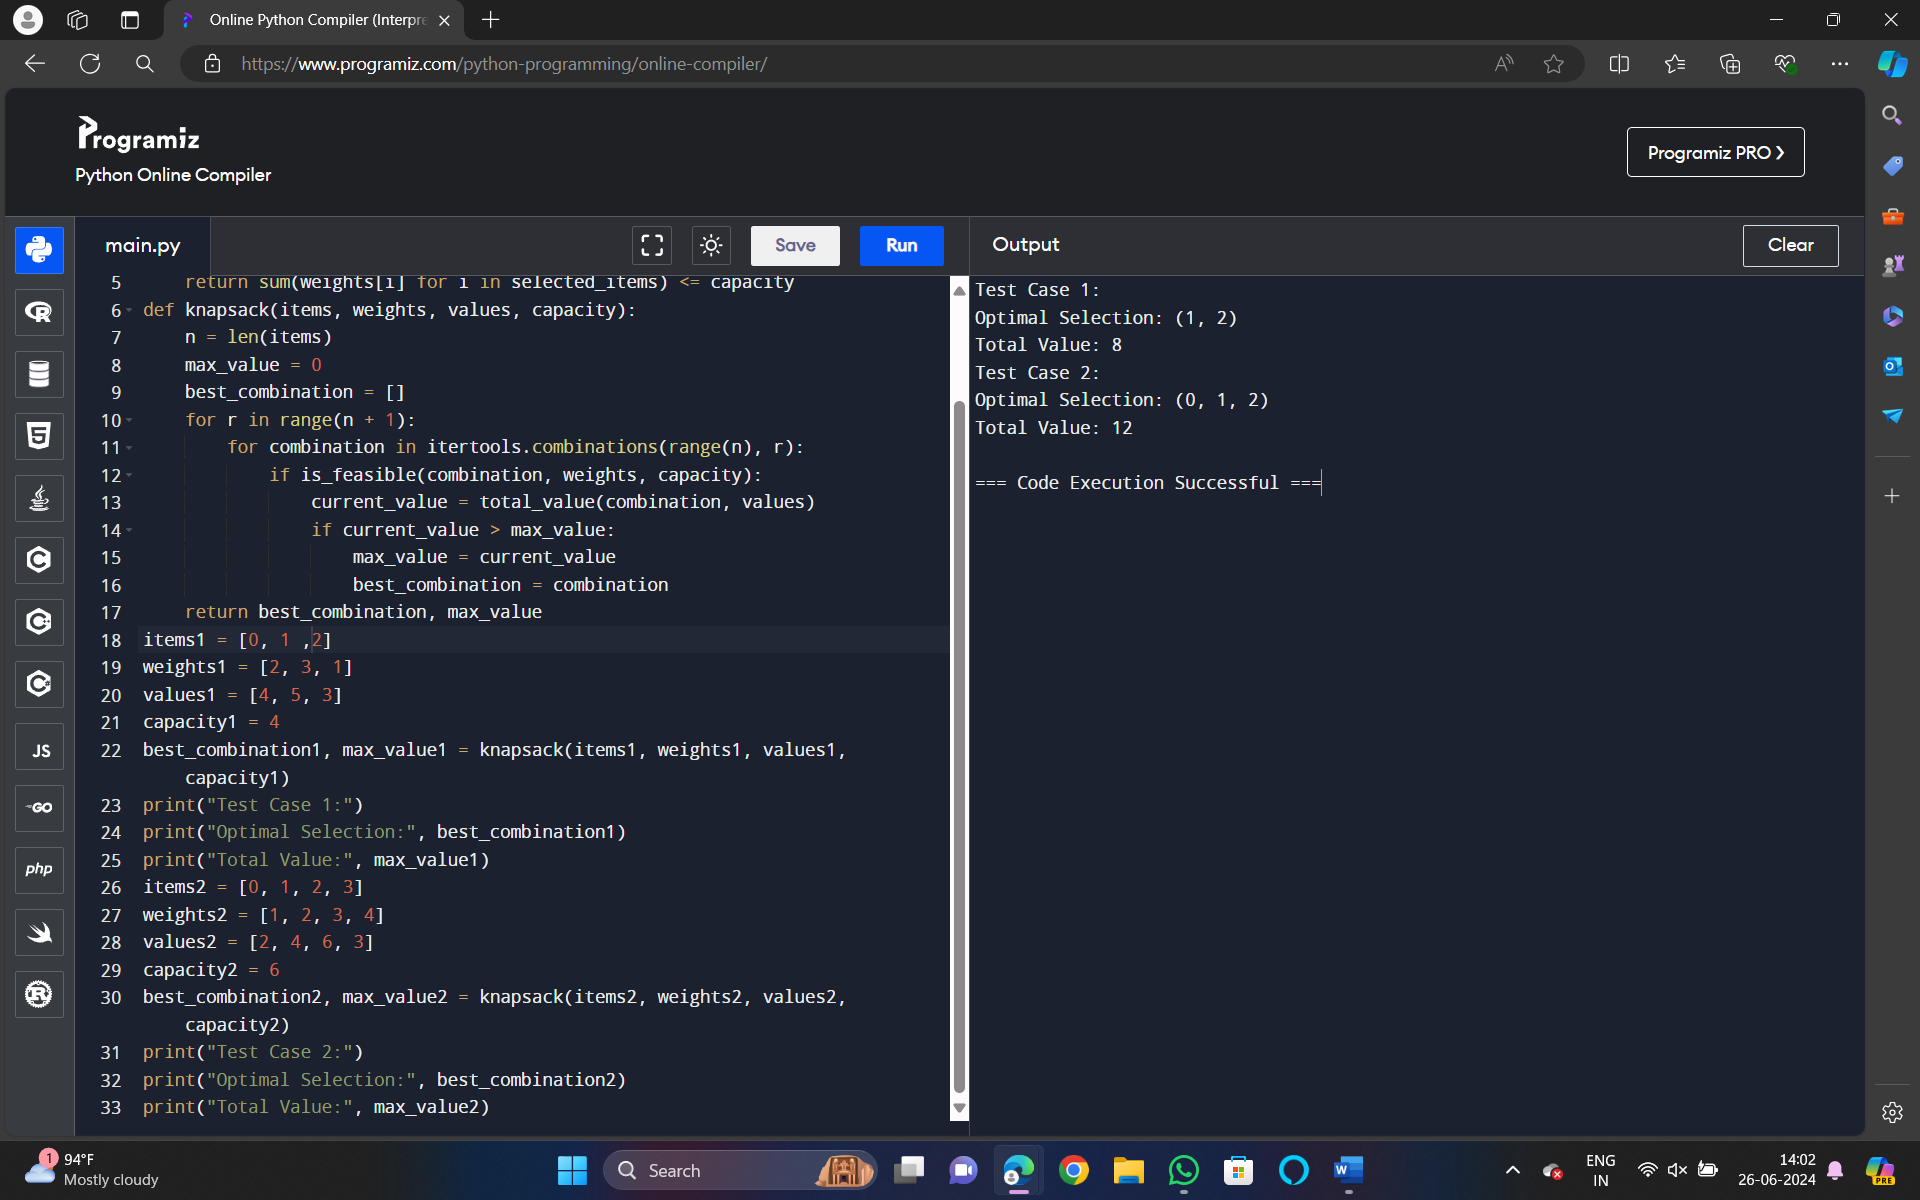 Online Python Compiler (Interpre
https://www.programiz.com/python-programming/online-compiler/
Programiz
Python Online Compiler
Programiz PRO ❯
main.py
Save
Run
Output
Clear
5 return sum(weights[i] for i in selected_items) <= capacity
6 def knapsack(items, weights, values, capacity):
7 n = len(items)
8 max_value = 0
9 best_combination = []
10 for r in range(n + 1):
11 for combination in itertools.combinations(range(n), r):
12 if is_feasible(combination, weights, capacity):
13 current_value = total_value(combination, values)
14 if current_value > max_value:
15 max_value = current_value
16 best_combination = combination
17 return best_combination, max_value
18 items1 = [0, 1 ,2]
19 weights1 = [2, 3, 1]
20 values1 = [4, 5, 3]
21 capacity1 = 4
22 best_combination1, max_value1 = knapsack(items1, weights1, values1,
capacity1)
23 print("Test Case 1:")
24 print("Optimal Selection:", best_combination1)
25 print("Total Value:", max_value1)
26 items2 = [0, 1, 2, 3]
27 weights2 = [1, 2, 3, 4]
28 values2 = [2, 4, 6, 3]
29 capacity2 = 6
30 best_combination2, max_value2 = knapsack(items2, weights2, values2,
capacity2)
31 print("Test Case 2:")
32 print("Optimal Selection:", best_combination2)
33 print("Total Value:", max_value2)
Test Case 1:
Optimal Selection: (1, 2)
Total Value: 8
Test Case 2:
Optimal Selection: (0, 1, 2)
Total Value: 12
=== Code Execution Successful ===
R
5
C
C
C
JS
GO
php
R
1
94°F
Mostly cloudy
Search
W
ENG
IN
14:02
26-06-2024
PRE